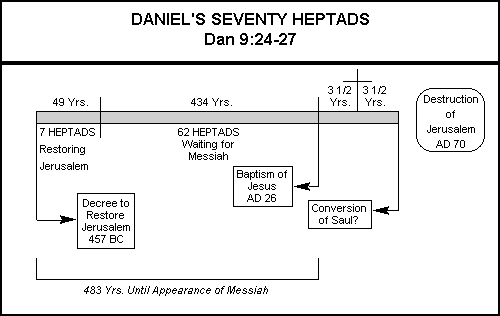 DANIEL'S SEVENTY HEPTADS
Dan 9:24-27
49 Yrs.
434 Yrs.
3 1/2
Yrs.
3 1/2
Yrs.
Destruction
of
Jerusalem
AD 70
7 HEPTADS
Restoring
Jerusalem
62 HEPTADS
Waiting for
Messiah
Baptism of
Jesus
AD 26
Decree to
Restore
Jerusalem
457 BC
Conversion
of Saul?
483 Yrs. Until Appearance of Messiah